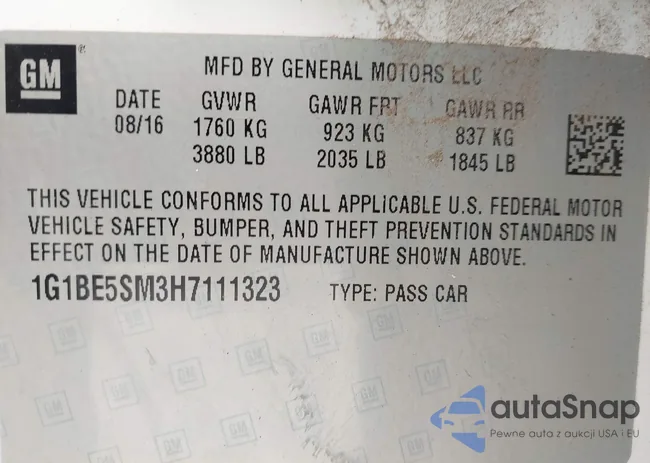 GM
MFD BY GENERAL MOTORS LLC
DATE GVWR GAWR FRT GAWR RR
08/16 1760 KG 923 KG 837 KG
3880 LB 2035 LB 1845 LB
THIS VEHICLE CONFORMS TO ALL APPLICABLE U.S. FEDERAL MOTOR
VEHICLE SAFETY, BUMPER, AND THEFT PREVENTION STANDARDS IN
EFFECT ON THE DATE OF MANUFACTURE SHOWN ABOVE.
1G1BE5SM3H7111323 TYPE: PASS CAR
autaSnap
Pewne auta z aukcji USA i EU